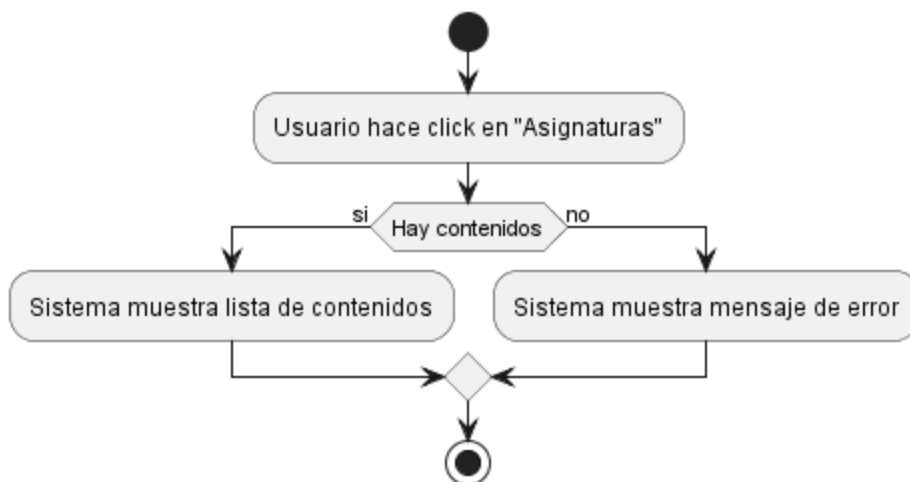 Usuario hace click en "Asignaturas"
si
Hay contenidos
no
Sistema muestra lista de contenidos
Sistema muestra mensaje de error